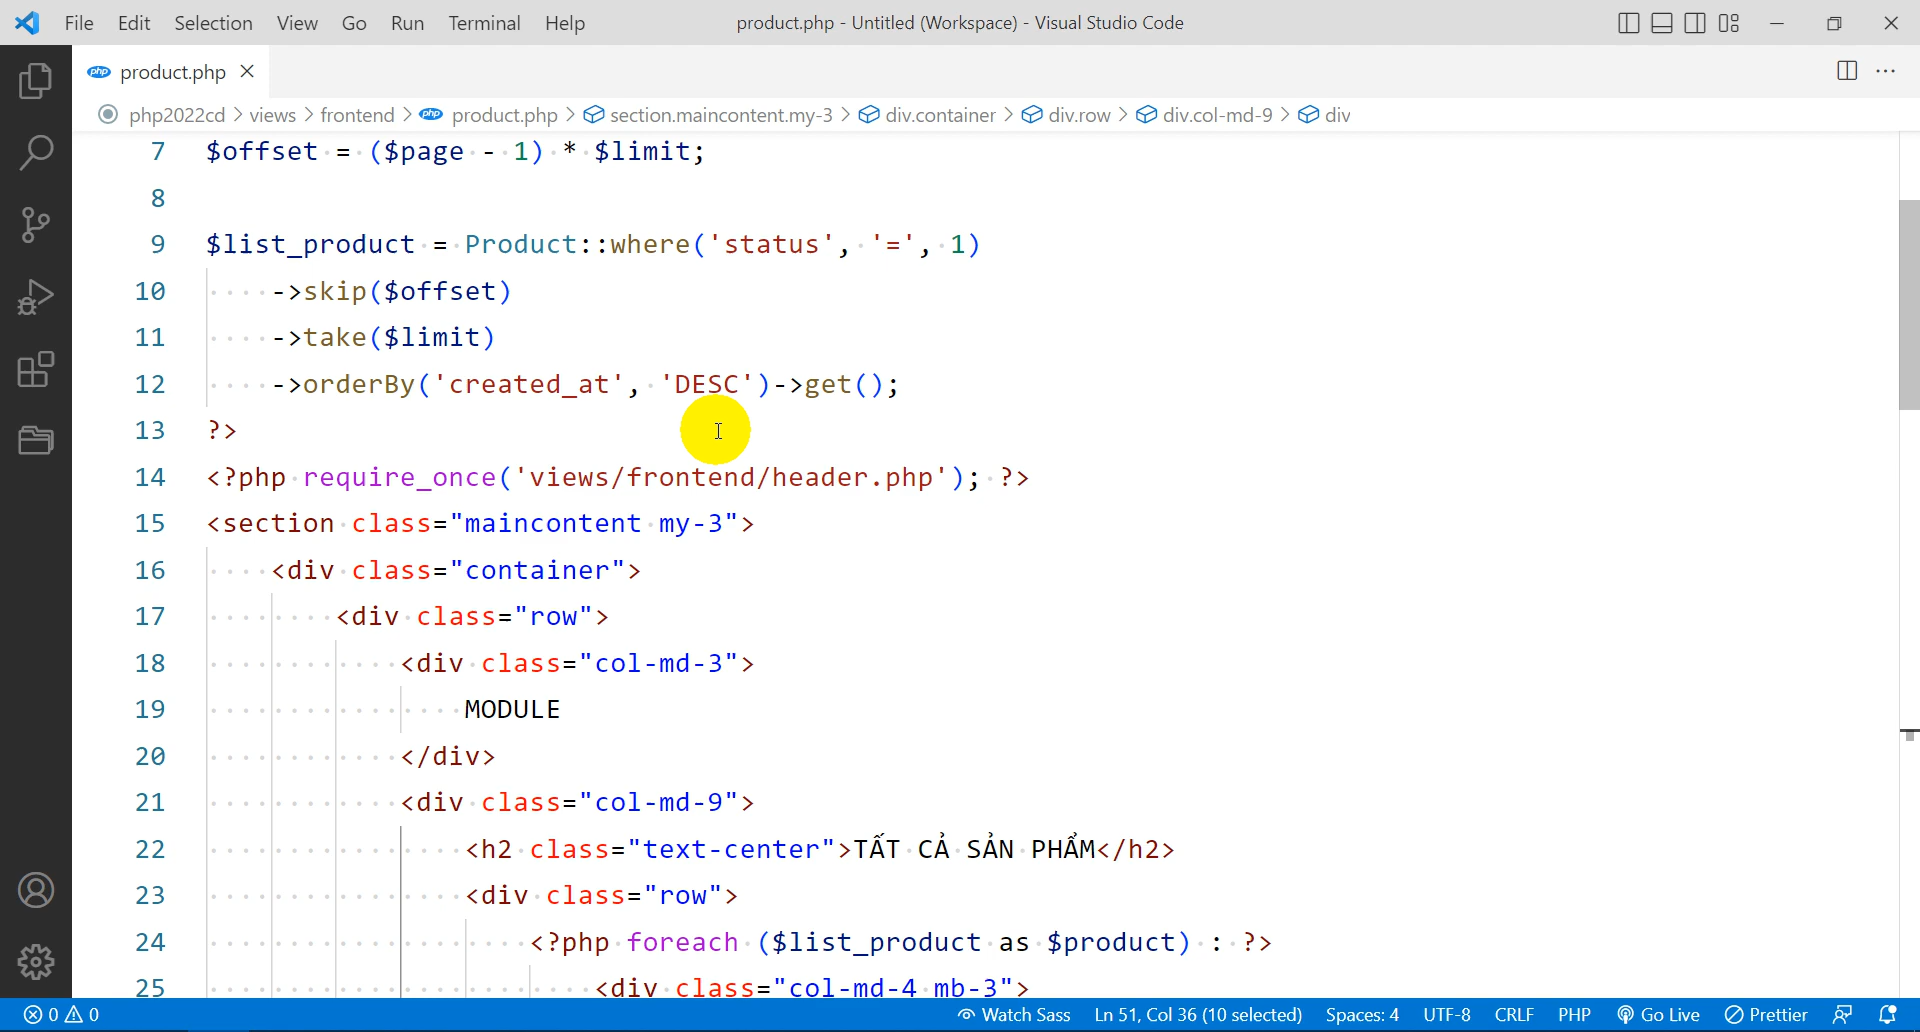 File Edit Selection View Go Run Terminal Help product.php - Untitled (Workspace) - Visual Studio Code
php product.php
php2022cd > views > frontend > php product.php > section.maincontent.my-3 > div.container > div.row > div.col-md-9 > div
7 $offset = ($page - 1) * $limit;
8
9 $list_product = Product::where('status', '=', 1)
10 ->skip($offset)
11 ->take($limit)
12 ->orderBy('created_at', 'DESC')->get();
13 ?>
14 <?php require_once('views/frontend/header.php'); ?>
15 <section class="maincontent my-3">
16 <div class="container">
17 <div class="row">
18 <div class="col-md-3">
19 MODULE
20 </div>
21 <div class="col-md-9">
22 <h2 class="text-center">TẤT CẢ SẢN PHẨM</h2>
23 <div class="row">
24 <?php foreach ($list_product as $product) : ?>
25 <div class="col-md-4 mb-3">
0 0 Watch Sass Ln 51, Col 36 (10 selected) Spaces: 4 UTF-8 CRLF PHP Go Live Prettier